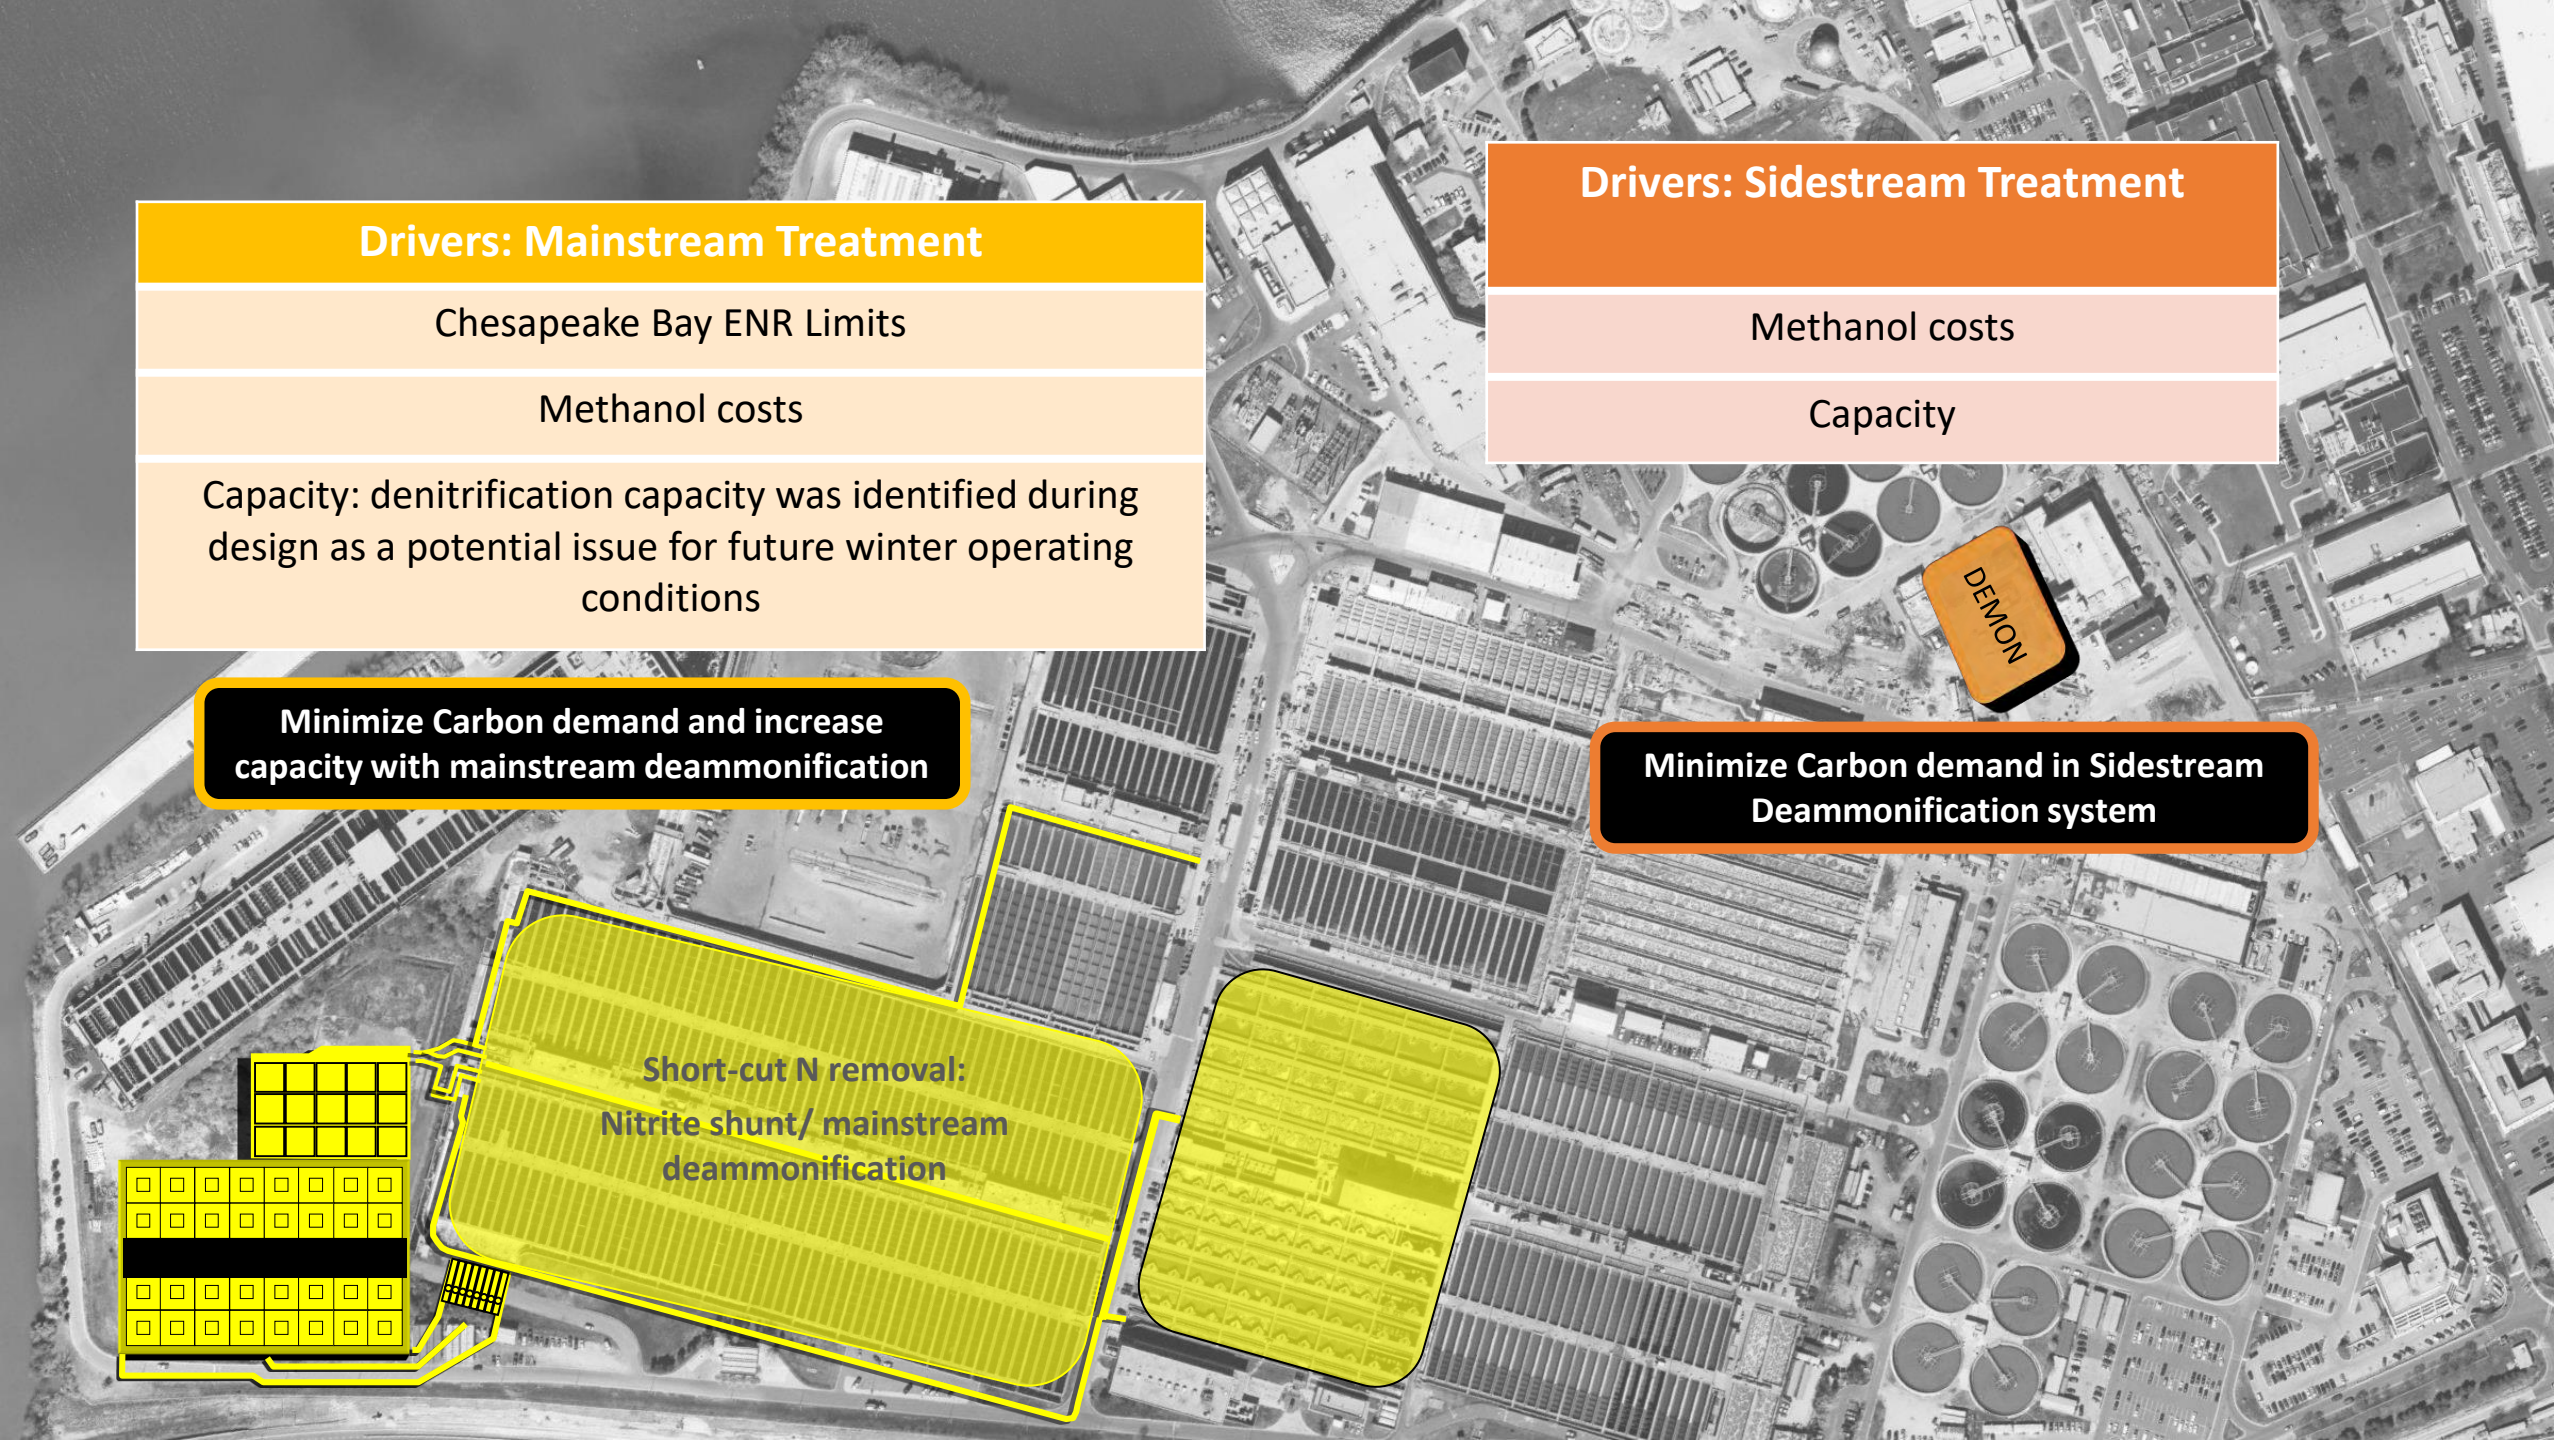 Drivers: Mainstream Treatment
Chesapeake Bay ENR Limits
Methanol costs
Capacity: denitrification capacity was identified during
design as a potential issue for future winter operating
conditions
Drivers: Sidestream Treatment
Methanol costs
Capacity
DEMON
Minimize Carbon demand and increase
capacity with mainstream deammonification
Minimize Carbon demand in Sidestream
Deammonification system
Short-cut N removal:
Nitrite shunt/ mainstream
deammonification